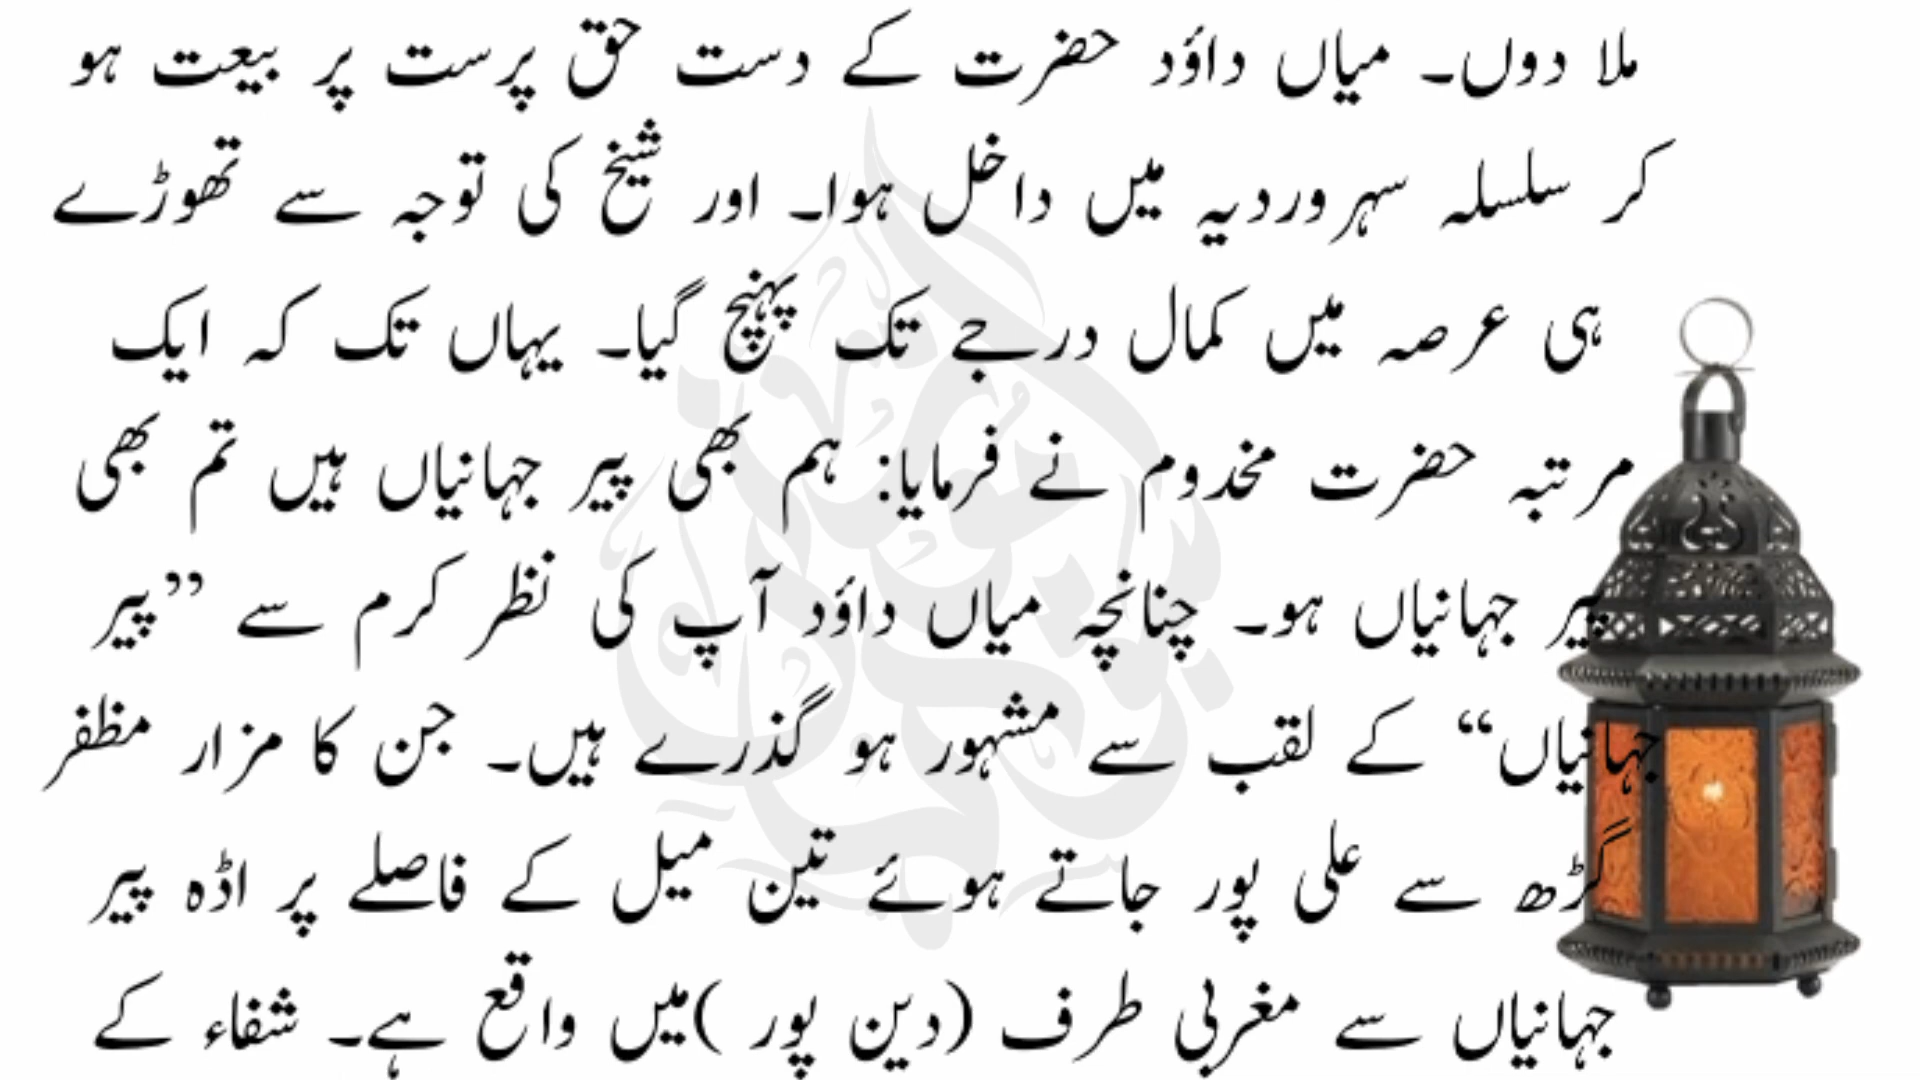 ملا دوں۔ میاں داؤد حضرت کے دست حق پرست پر بیعت ہو
کر سلسلہ سہروردیہ میں داخل ہوا۔ اور شیخ کی توجہ سے تھوڑے
ہی عرصہ میں کمال درجے تک پہنچ گیا۔ یہاں تک کہ ایک
مرتبہ حضرت مخدوم نے فرمایا: ہم بھی پیر جہانیاں ہیں تم بھی
پیر جہانیاں ہو۔ چنانچہ میاں داؤد آپ کی نظر کرم سے ”پیر
جہانیاں“ کے لقب سے مشہور ہو گذرے ہیں۔ جن کا مزار مظفر
گڑھ سے علی پور جاتے ہوئے تین میل کے فاصلے پر اڈہ پیر
جہانیاں سے مغربی طرف (دین پور )میں واقع ہے۔ شفاء کے